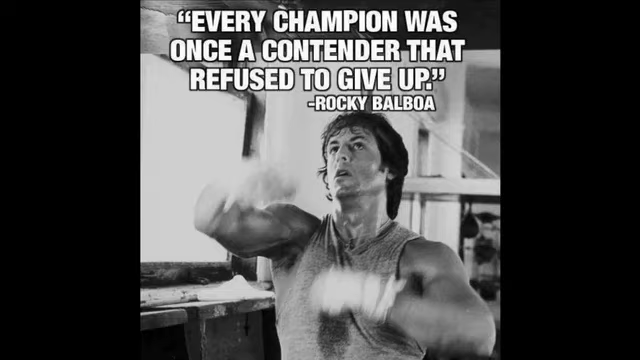 “EVERY CHAMPION WAS
ONCE A CONTENDER THAT
REFUSED TO GIVE UP.”
-ROCKY BALBOA